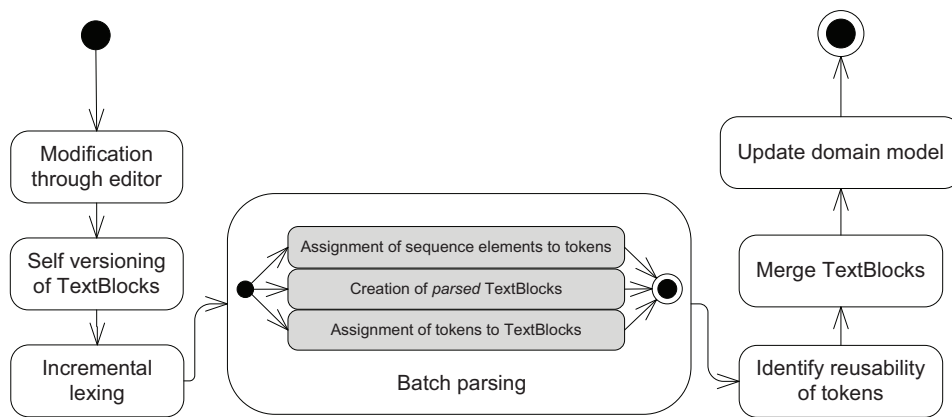 Modification
through editor
Self versioning
of TextBlocks
Incremental
lexing
Assignment of sequence elements to tokens
Creation of parsed TextBlocks
Assignment of tokens to TextBlocks
Batch parsing
Identify reusability
of tokens
Merge TextBlocks
Update domain model